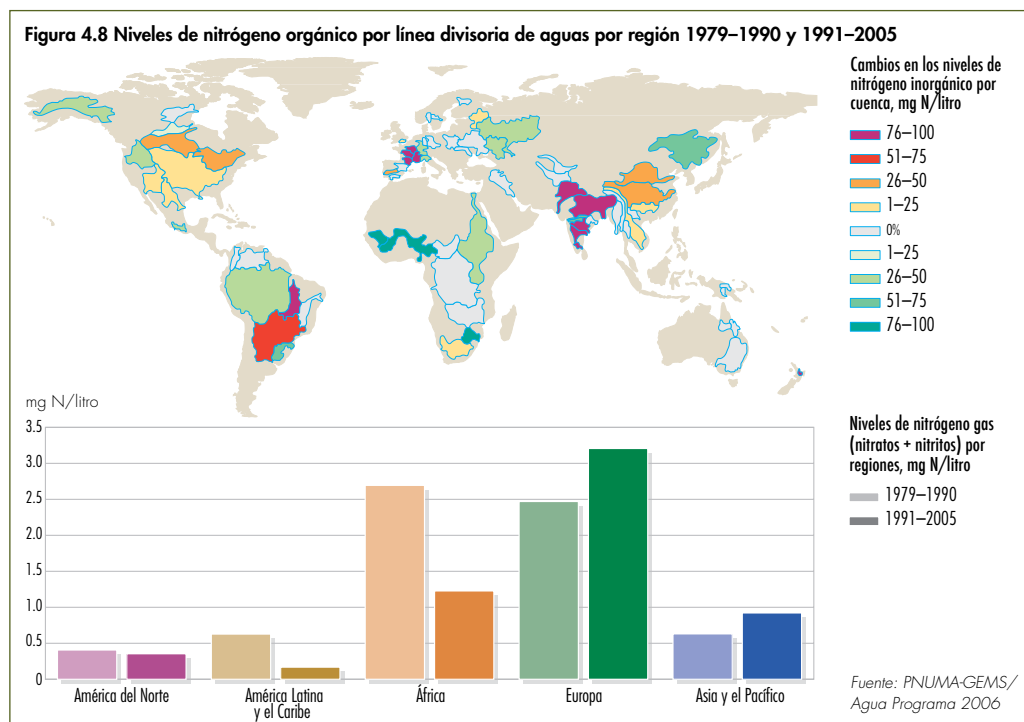 Figura 4.8 Niveles de nitrógeno orgánico por línea divisoria de aguas por región 1979–1990 y 1991–2005
Cambios en los niveles de
nitrógeno inorgánico por
cuenca, mg N/litro
76–100
51–75
26–50
1–25
0%
1–25
26–50
51–75
76–100
mg N/litro
3.5
3.0
2.5
2.0
1.5
1.0
0.5
0
América del Norte
América Latina
y el Caribe
África
Europa
Asia y el Pacífico
Niveles de nitrógeno gas
(nitratos + nitritos) por
regiones, mg N/litro
1979–1990
1991–2005
Fuente: PNUMA-GEMS/
Agua Programa 2006